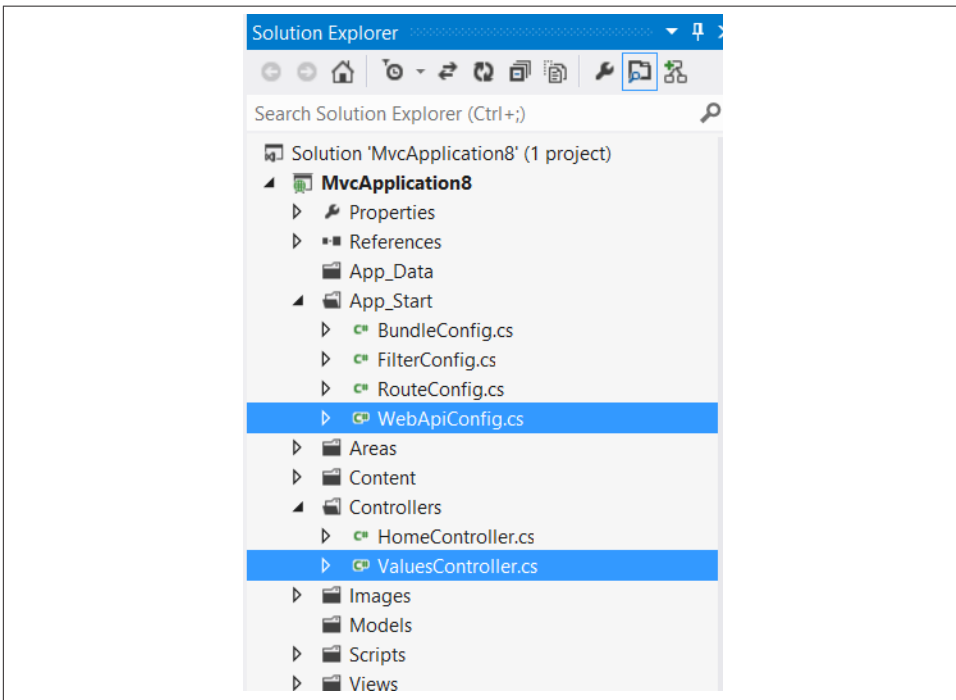 Solution Explorer
Search Solution Explorer (Ctrl+;)
Solution 'MvcApplication8' (1 project)
MvcApplication8
Properties
References
App_Data
App_Start
BundleConfig.cs
FilterConfig.cs
RouteConfig.cs
WebApiConfig.cs
Areas
Content
Controllers
HomeController.cs
ValuesController.cs
Images
Models
Scripts
Views